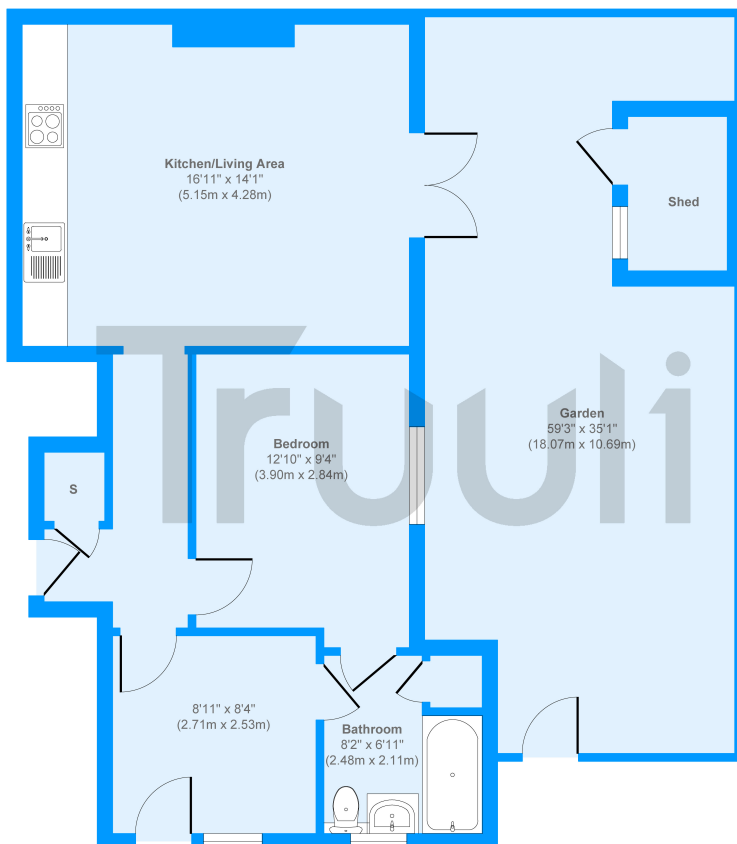 Kitchen/Living Area
16'11" x 14'1"
(5.15m x 4.28m)
Shed
Truuli
Garden
59'3" x 35'1"
(18.07m x 10.69m)
Bedroom
12'10" x 9'4"
(3.90m x 2.84m)
S
8'11" x 8'4"
(2.71m x 2.53m)
Bathroom
8'2" x 6'11"
(2.48m x 2.11m)